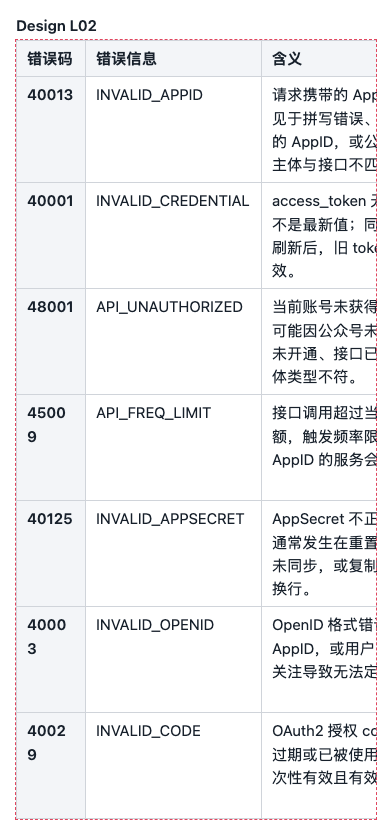 Design L02
错误码 错误信息 含义
40013 INVALID_APPID 请求携带的 App
见于拼写错误、
的 AppID，或公
主体与接口不匹
40001 INVALID_CREDENTIAL access_token
不是最新值；同
刷新后，旧 tok
效。
48001 API_UNAUTHORIZED 当前账号未获得
可能因公众号未
未开通、接口已
体类型不符。
4500 API_FREQ_LIMIT 接口调用超过当
9 额，触发频率限
AppID 的服务会
40125 INVALID_APPSECRET AppSecret 不正
通常发生在重置
未同步，或复制
换行。
4000 INVALID_OPENID OpenID 格式错
3 AppID，或用户
关注导致无法定
4002 INVALID_CODE OAuth2 授权 co
9 过期或已被使用
次性有效且有效